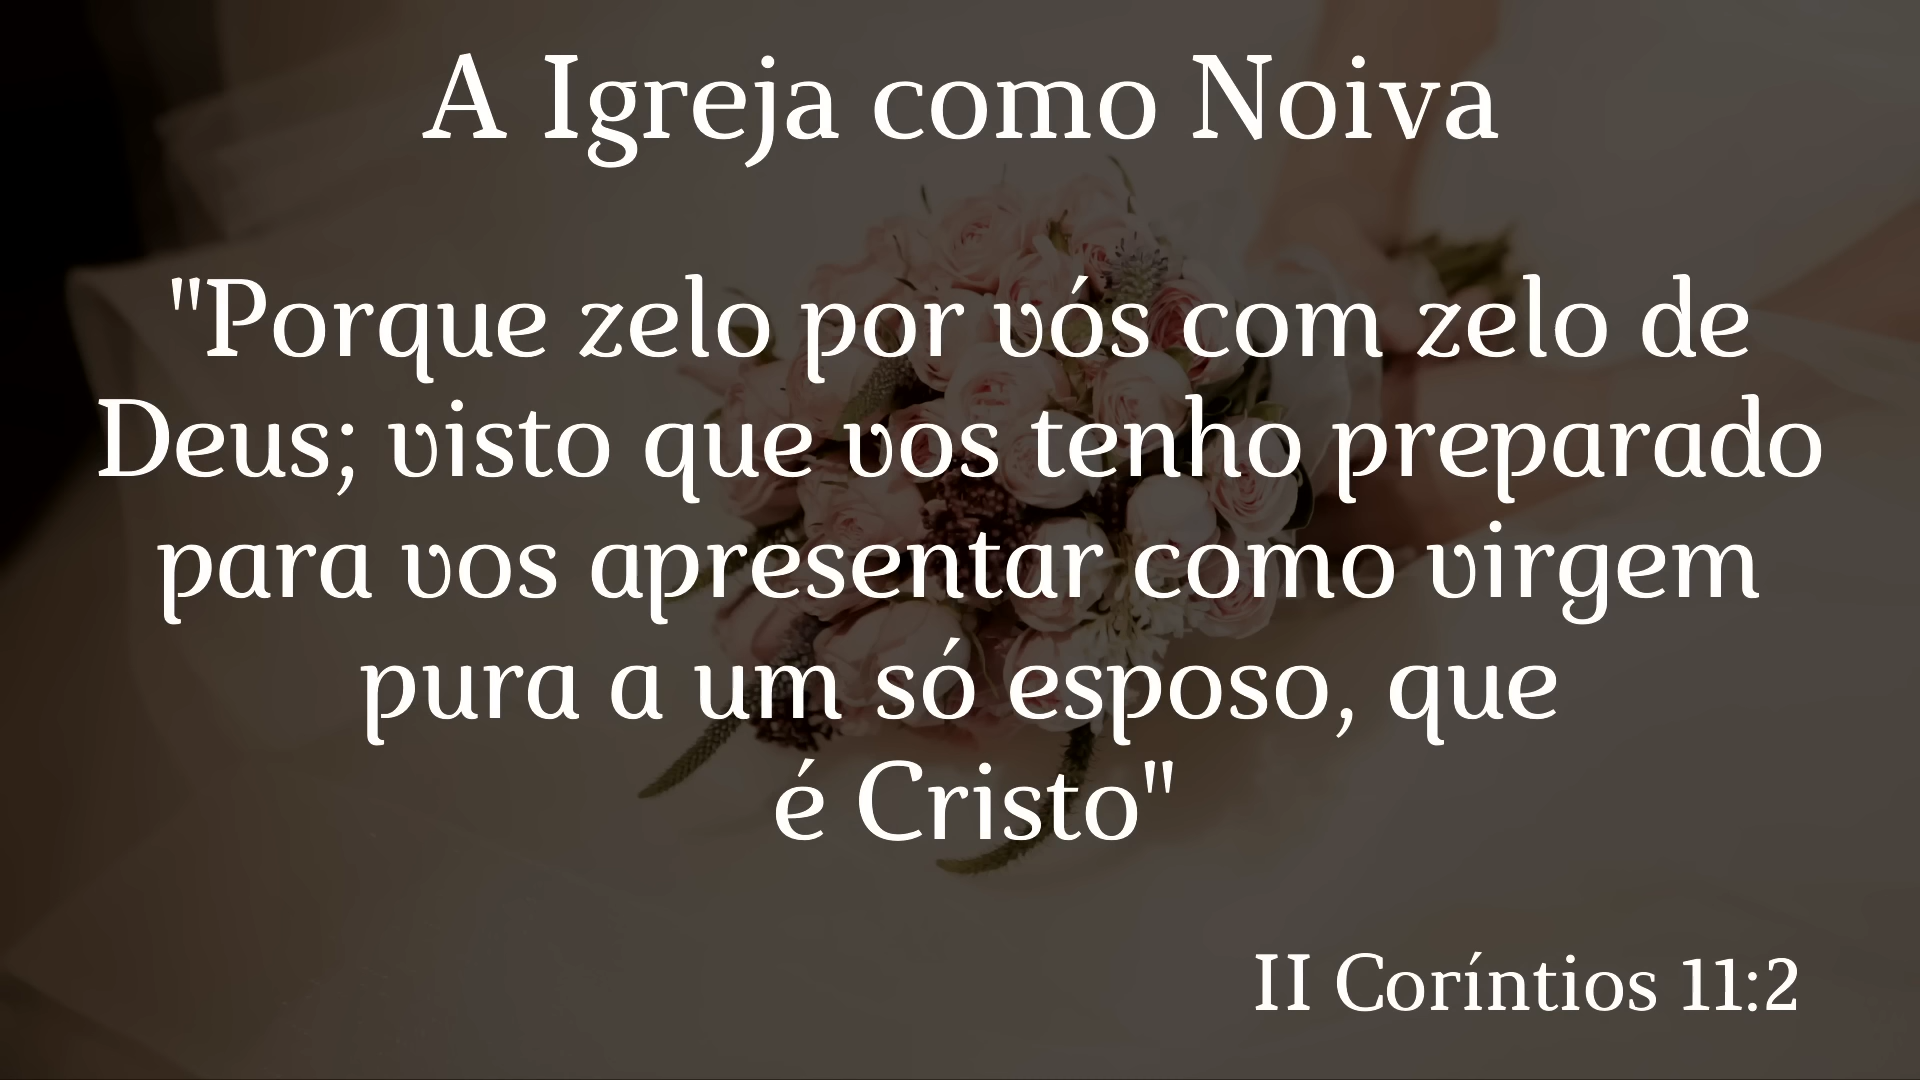 A Igreja como Noiva
"Porque zelo por vós com zelo de
Deus; visto que vos tenho preparado
para vos apresentar como virgem
pura a um só esposo, que
é Cristo"
II Coríntios 11:2